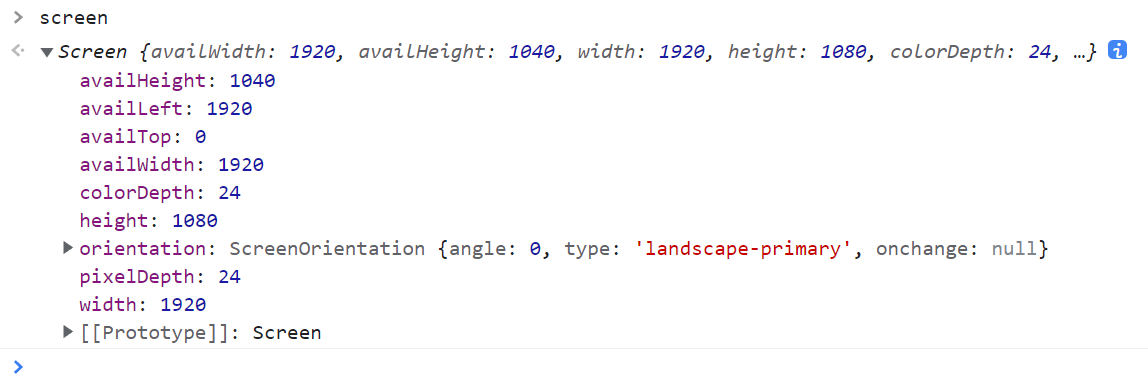 > screen
Screen {availWidth: 1920, availHeight: 1040, width: 1920, height: 1080, colorDepth: 24, …}
availHeight: 1040
availLeft: 1920
availTop: 0
availWidth: 1920
colorDepth: 24
height: 1080
orientation: ScreenOrientation {angle: 0, type: 'landscape-primary', onchange: null}
pixelDepth: 24
width: 1920
[[Prototype]]: Screen
>